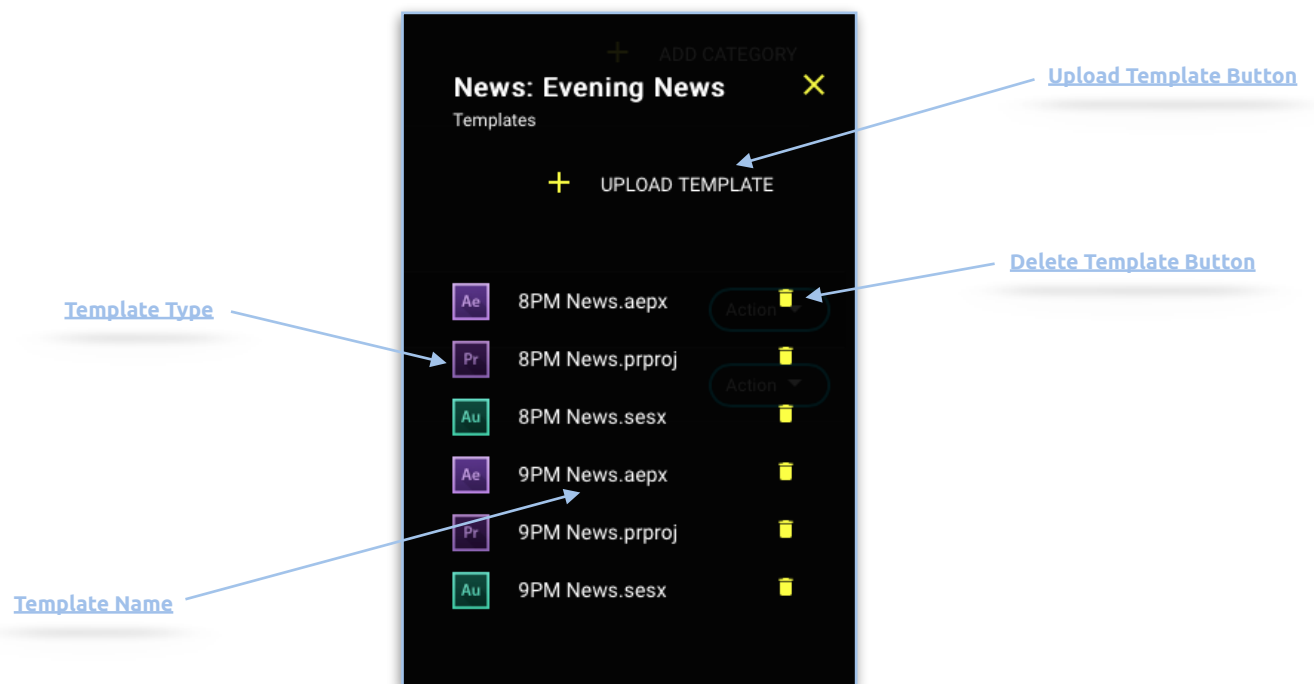 ADD CATEGORY
News: Evening News
Templates
Upload Template Button
UPLOAD TEMPLATE
Delete Template Button
Template Type
Ae 8PM News.aepx
Action
Pr 8PM News.prproj
Action
Au 8PM News.sesx
Ae 9PM News.aepx
Pr 9PM News.prproj
Au 9PM News.sesx
Template Name